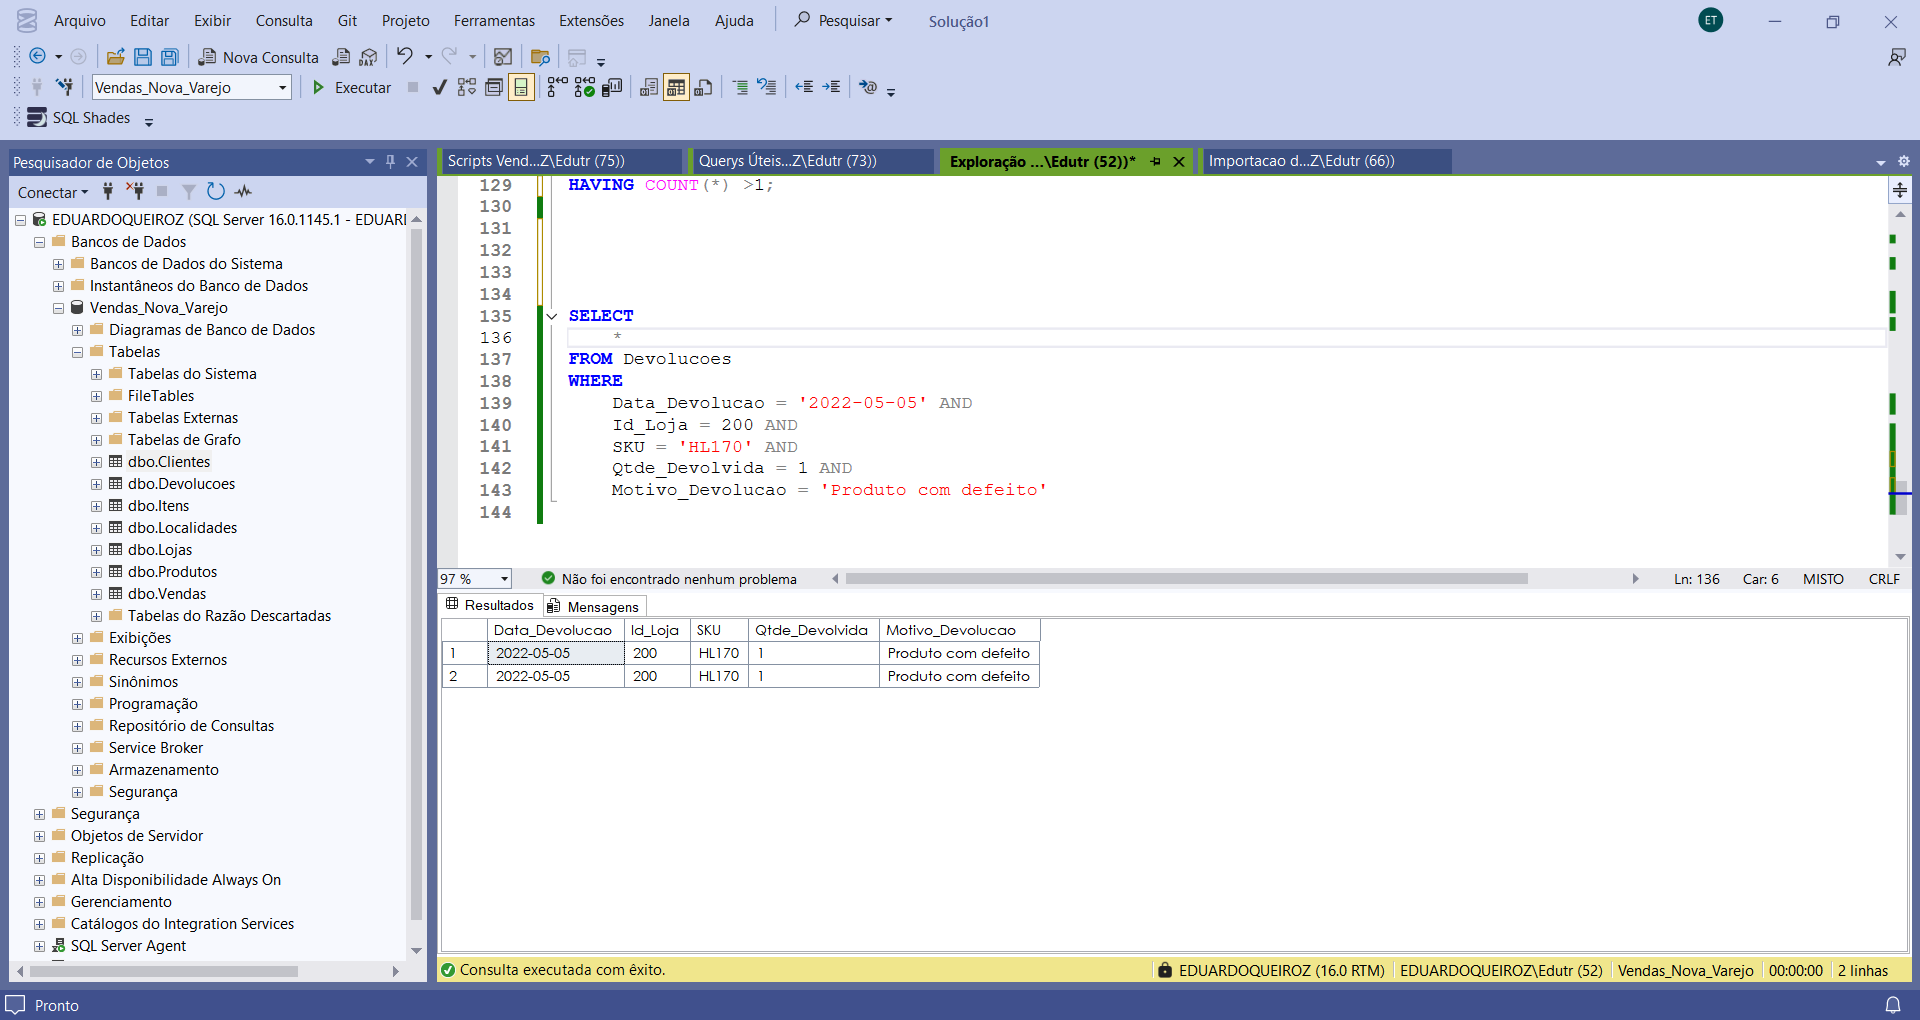 Arquivo Editar Exibir Consulta Git Projeto Ferramentas Extensões Janela Ajuda Pesquisar Solução1 ET
Nova Consulta DAX
Vendas_Nova_Varejo Executar
SQL Shades
Pesquisador de Objetos
Conectar
EDUARDOQUEIROZ (SQL Server 16.0.1145.1 - EDUARI
Bancos de Dados
Bancos de Dados do Sistema
Instantâneos do Banco de Dados
Vendas_Nova_Varejo
Diagramas de Banco de Dados
Tabelas
Tabelas do Sistema
FileTables
Tabelas Externas
Tabelas de Grafo
dbo.Clientes
dbo.Devolucoes
dbo.Itens
dbo.Localidades
dbo.Lojas
dbo.Produtos
dbo.Vendas
Tabelas do Razão Descartadas
Exibições
Recursos Externos
Sinônimos
Programação
Repositório de Consultas
Service Broker
Armazenamento
Segurança
Segurança
Objetos de Servidor
Replicação
Alta Disponibilidade Always On
Gerenciamento
Catálogos do Integration Services
SQL Server Agent
Scripts Vend...Z\Edutr (75)) Querys Úteis...Z\Edutr (73)) Exploração ...\Edutr (52))* Importacao d...Z\Edutr (66))
129 HAVING COUNT(*) >1;
130
131
132
133
134
135 SELECT
136 *
137 FROM Devolucoes
138 WHERE
139 Data_Devolucao = '2022-05-05' AND
140 Id_Loja = 200 AND
141 SKU = 'HL170' AND
142 Qtde_Devolvida = 1 AND
143 Motivo_Devolucao = 'Produto com defeito'
144
97 % Não foi encontrado nenhum problema Ln: 136 Car: 6 MISTO CRLF
Resultados Mensagens
Data_Devolucao Id_Loja SKU Qtde_Devolvida Motivo_Devolucao
1 2022-05-05 200 HL170 1 Produto com defeito
2 2022-05-05 200 HL170 1 Produto com defeito
Consulta executada com êxito. EDUARDOQUEIROZ (16.0 RTM) EDUARDOQUEIROZ\Edutr (52) Vendas_Nova_Varejo 00:00:00 2 linhas
Pronto